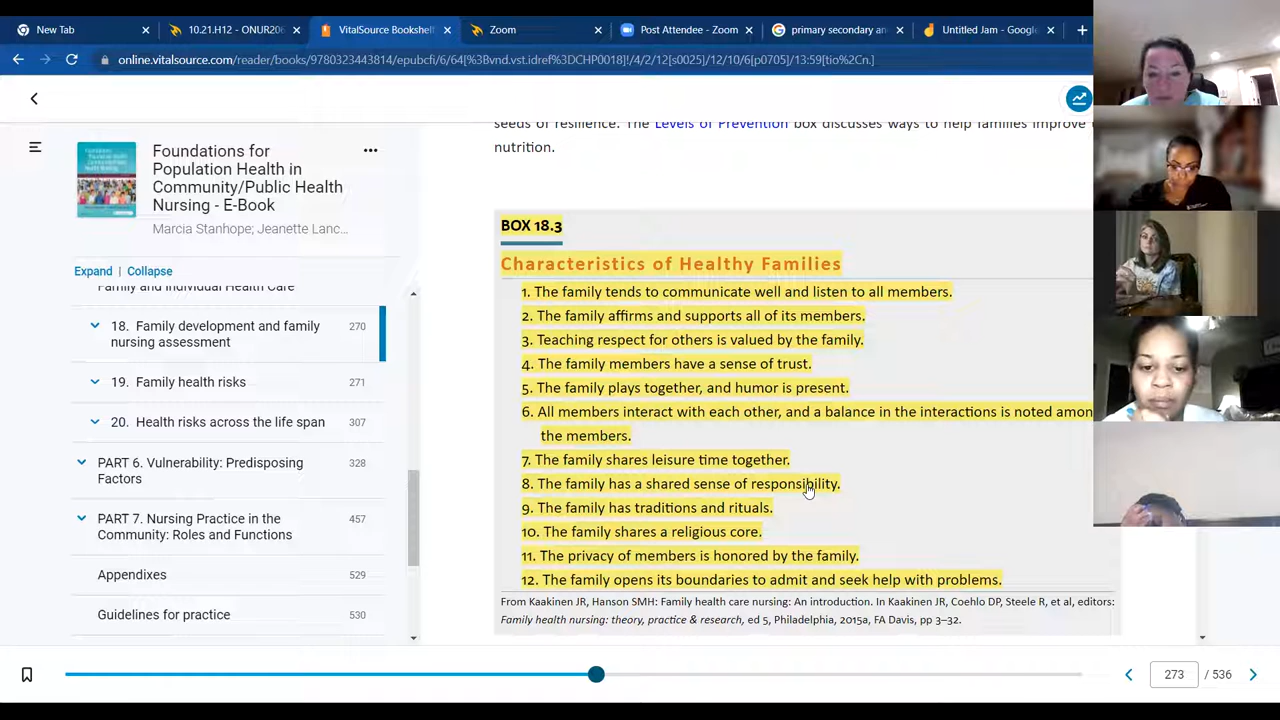 New Tab
10.21.H12 - ONUR206
VitalSource Bookshelf
Zoom
Post Attendee - Zoom
primary secondary an
Untitled Jam - Google
online.vitalsource.com/reader/books/9780323443814/epubcfi/6/64[%3Bvnd.vst.idref%3DCHP0018]!/4/2/12[s0025]/12/10/6[p0705]/13:59[tio%2Cn.]
Foundations for
Population Health in
Community/Public Health
Nursing - E-Book
Marcia Stanhope; Jeanette Lanc...
Expand | Collapse
Family and Individual Health Care
18. Family development and family 270
nursing assessment
19. Family health risks 271
20. Health risks across the life span 307
PART 6. Vulnerability: Predisposing 328
Factors
PART 7. Nursing Practice in the 457
Community: Roles and Functions
Appendixes 529
Guidelines for practice 530
seeds of resilience. The Levels of Prevention box discusses ways to help families improve
nutrition.
BOX 18.3
Characteristics of Healthy Families
1. The family tends to communicate well and listen to all members.
2. The family affirms and supports all of its members.
3. Teaching respect for others is valued by the family.
4. The family members have a sense of trust.
5. The family plays together, and humor is present.
6. All members interact with each other, and a balance in the interactions is noted amon
the members.
7. The family shares leisure time together.
8. The family has a shared sense of responsibility.
9. The family has traditions and rituals.
10. The family shares a religious core.
11. The privacy of members is honored by the family.
12. The family opens its boundaries to admit and seek help with problems.
From Kaakinen JR, Hanson SMH: Family health care nursing: An introduction. In Kaakinen JR, Coehlo DP, Steele R, et al, editors:
Family health nursing: theory, practice & research, ed 5, Philadelphia, 2015a, FA Davis, pp 3–32.
273 / 536